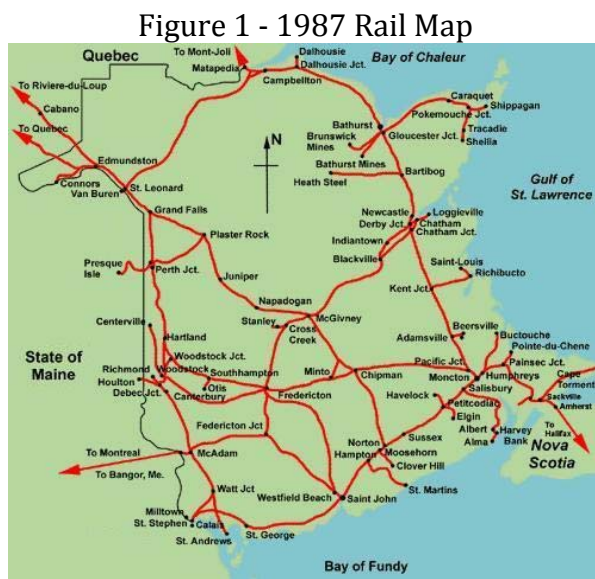 Figure 1 - 1987 Rail Map
Quebec
To Mont-Joli
Matapedia
Dalhousie
Dalhousie Jct.
Campbellton
Bay of Chaleur
To Riviere-du-Loup
Cabano
To Quebec
Edmundston
Connors
Van Buren
St. Leonard
Grand Falls
N
Caraquet
Shippagan
Pokemouche Jct.
Tracadie
Sheilia
Bathurst
Gloucester Jct.
Brunswick
Mines
Bathurst Mines
Heath Steel
Bartibog
Gulf of
St. Lawrence
Newcastle
Loggieville
Derby Jct.
Chatham
Chatham Jct.
Indiantown
Blackville
Plaster Rock
Presque
Isle
Perth Jct.
Juniper
Saint-Louis
Richibucto
Kent Jct.
Napadogan
Stanley
McGivney
Cross
Creek
Centerville
Hartland
Beersville
Adamsville
Buctouche
Pointe-du-Chene
State of
Maine
Woodstock Jct.
Richmond
Woodstock
Houlton
Debec Jct.
Southhampton
Otis
Canterbury
Fredericton
Minto
Chipman
Pacific Jct.
Painsec Jct.
Moncton
Humphreys
Cape
Torment
Salisbury
Sackville
Amherst
Havelock
Petitcodiac
Elgin
Albert
Harvey
Bank
Alma
To
Halifax
Nova
Scotia
Fredericton Jct
Norton
Sussex
Hampton
Moosehorn
Clover Hill
St. Martins
To Montreal
McAdam
To Bangor, Me.
Watt Jct
Westfield Beach
Saint John
Milltown
St. Stephen
Calais
St. Andrews
St. George
Bay of Fundy